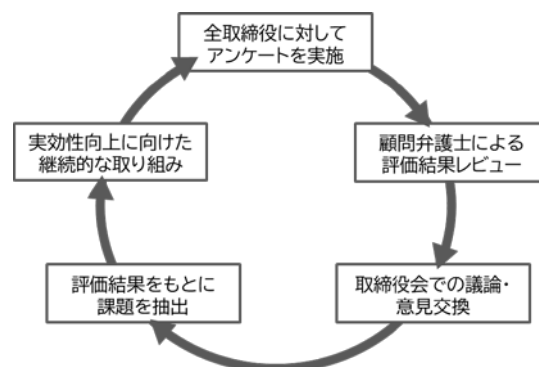 全取締役に対して
アンケートを実施
顧問弁護士による
評価結果レビュー
取締役会での議論・
意見交換
評価結果をもとに
課題を抽出
実効性向上に向けた
継続的な取り組み